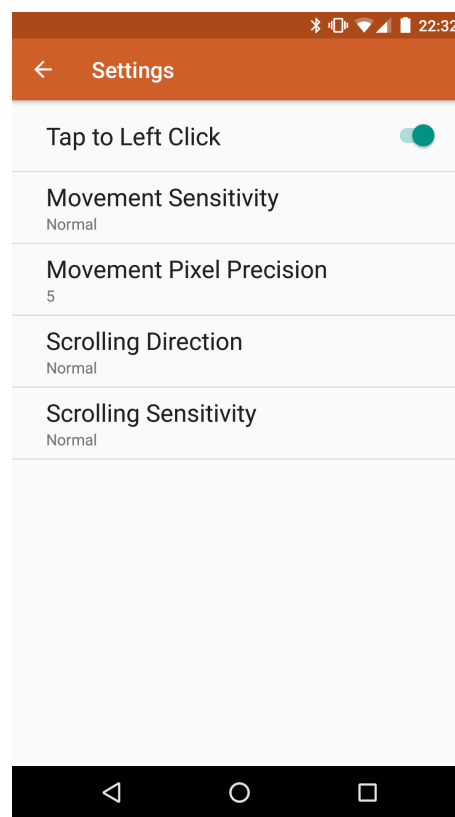 22:32
Settings
Tap to Left Click
Movement Sensitivity
Normal
Movement Pixel Precision
5
Scrolling Direction
Normal
Scrolling Sensitivity
Normal